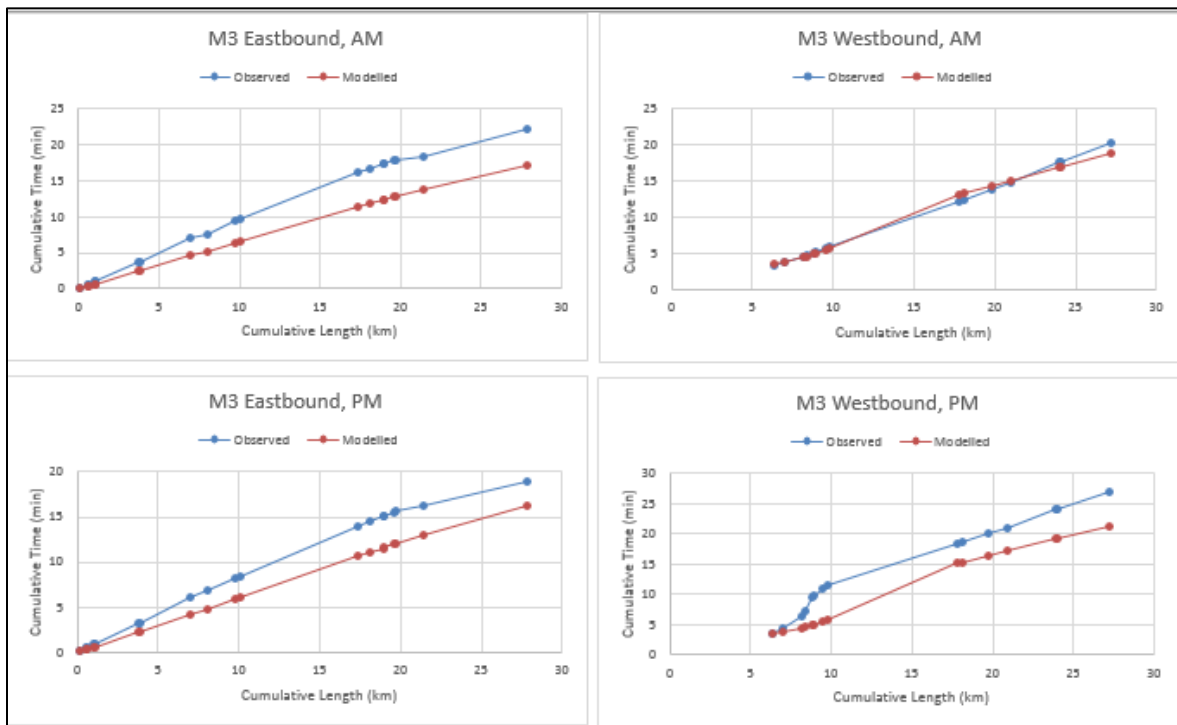 M3 Eastbound, AM
Observed Modelled
Cumulative Time (min)
25
20
15
10
5
0
0 5 10 15 20 25 30
Cumulative Length (km)
M3 Westbound, AM
Observed Modelled
Cumulative Time (min)
25
20
15
10
5
0
0 5 10 15 20 25 30
Cumulative Length (km)
M3 Eastbound, PM
Observed Modelled
Cumulative Time (min)
20
15
10
5
0
0 5 10 15 20 25 30
Cumulative Length (km)
M3 Westbound, PM
Observed Modelled
Cumulative Time (min)
30
25
20
15
10
5
0
0 5 10 15 20 25 30
Cumulative Length (km)